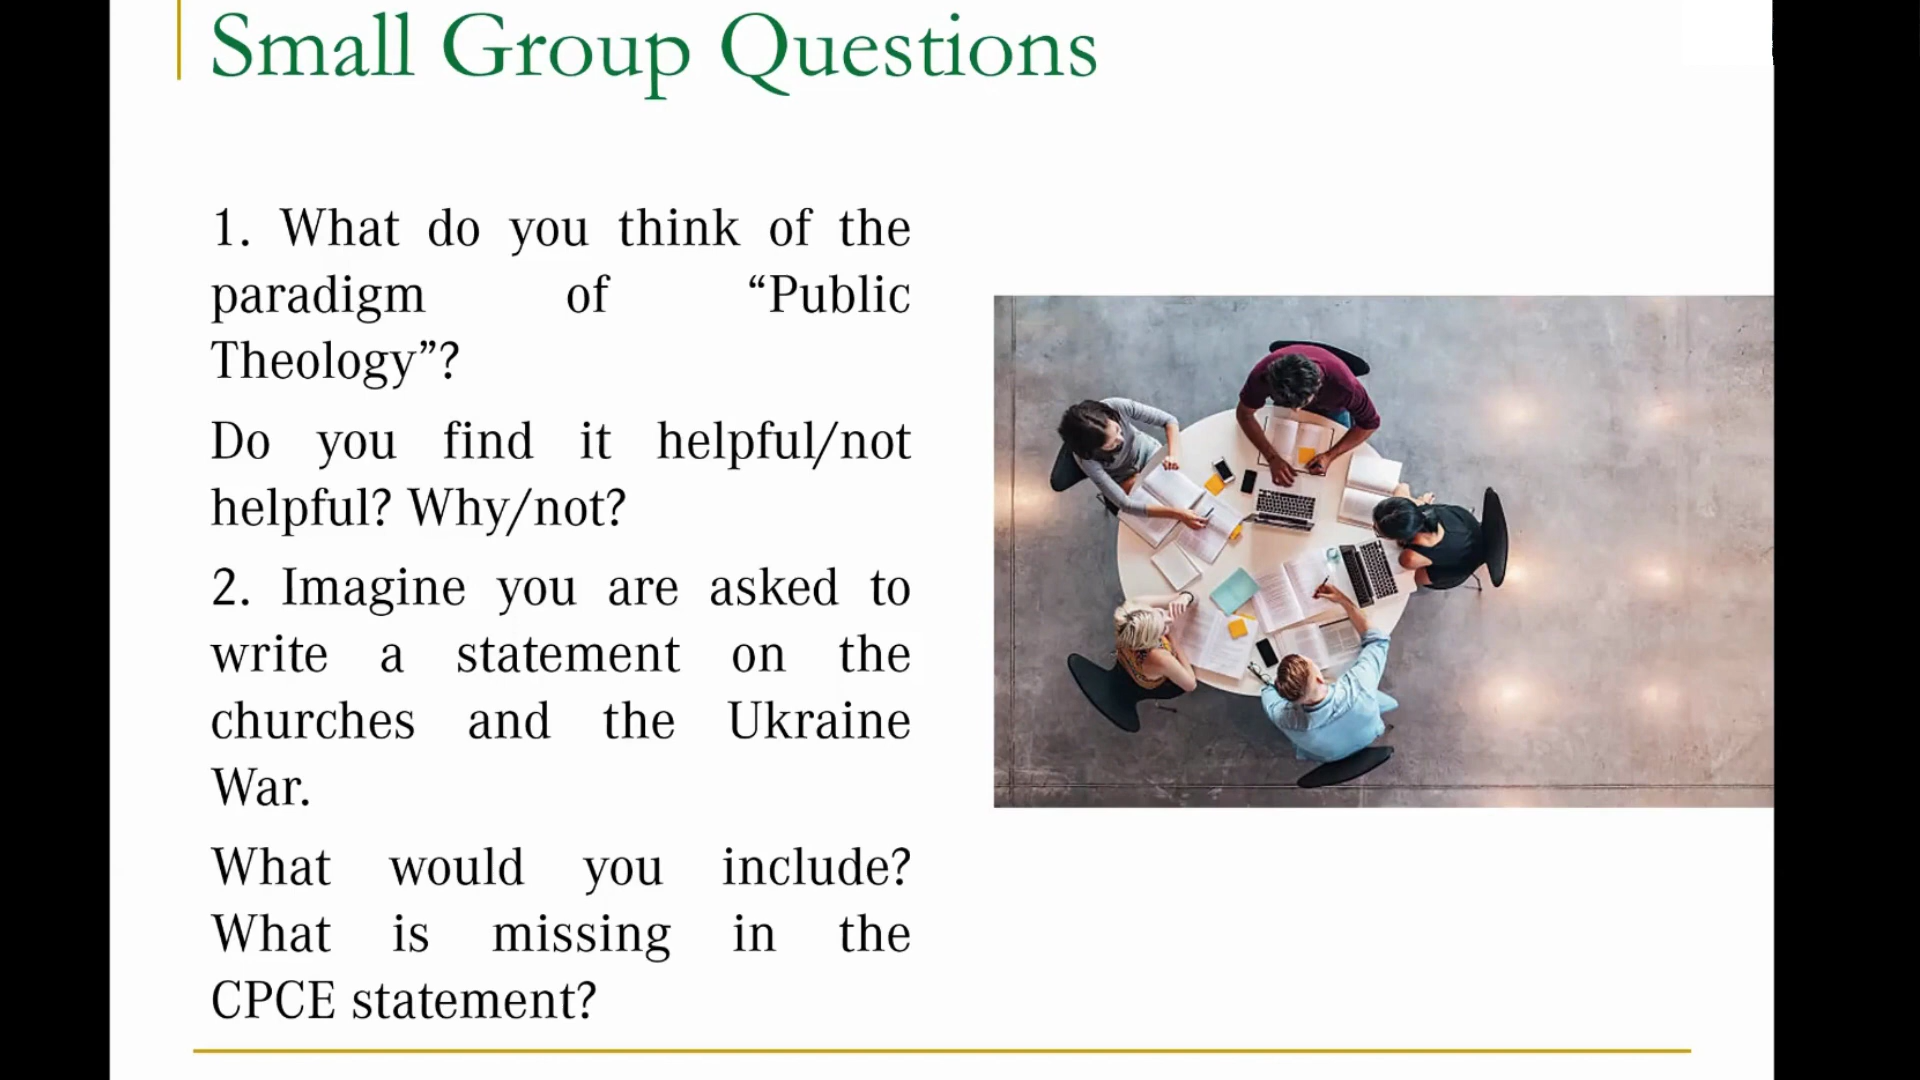 Small Group Questions
1. What do you think of the
paradigm of “Public
Theology”?
Do you find it helpful/not
helpful? Why/not?
2. Imagine you are asked to
write a statement on the
churches and the Ukraine
War.
What would you include?
What is missing in the
CPCE statement?